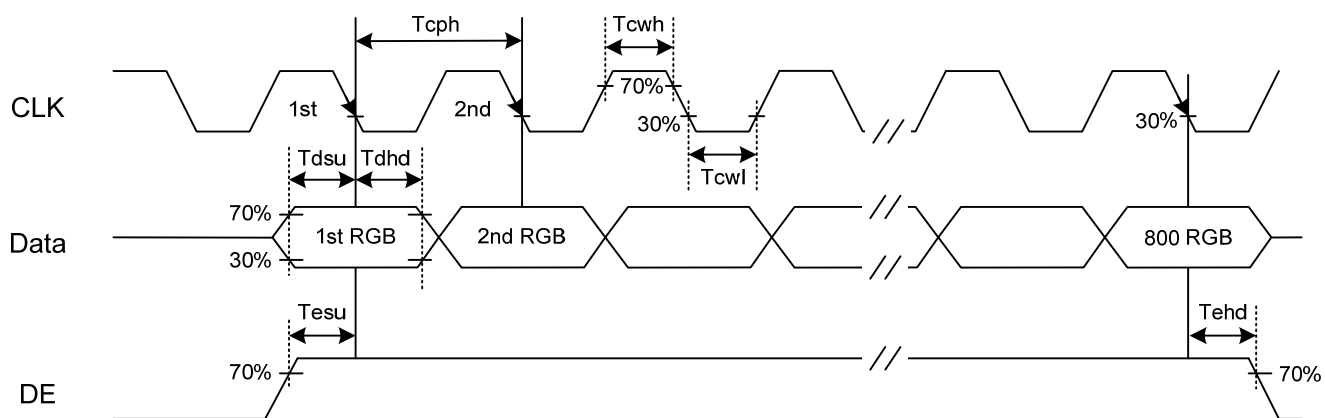 Tcph
Tcwh
CLK
1st
2nd
70%
30%
30%
Tcwl
Tdsu
Tdhd
70%
Data
1st RGB
2nd RGB
800 RGB
30%
Tesu
Tehd
70%
70%
DE